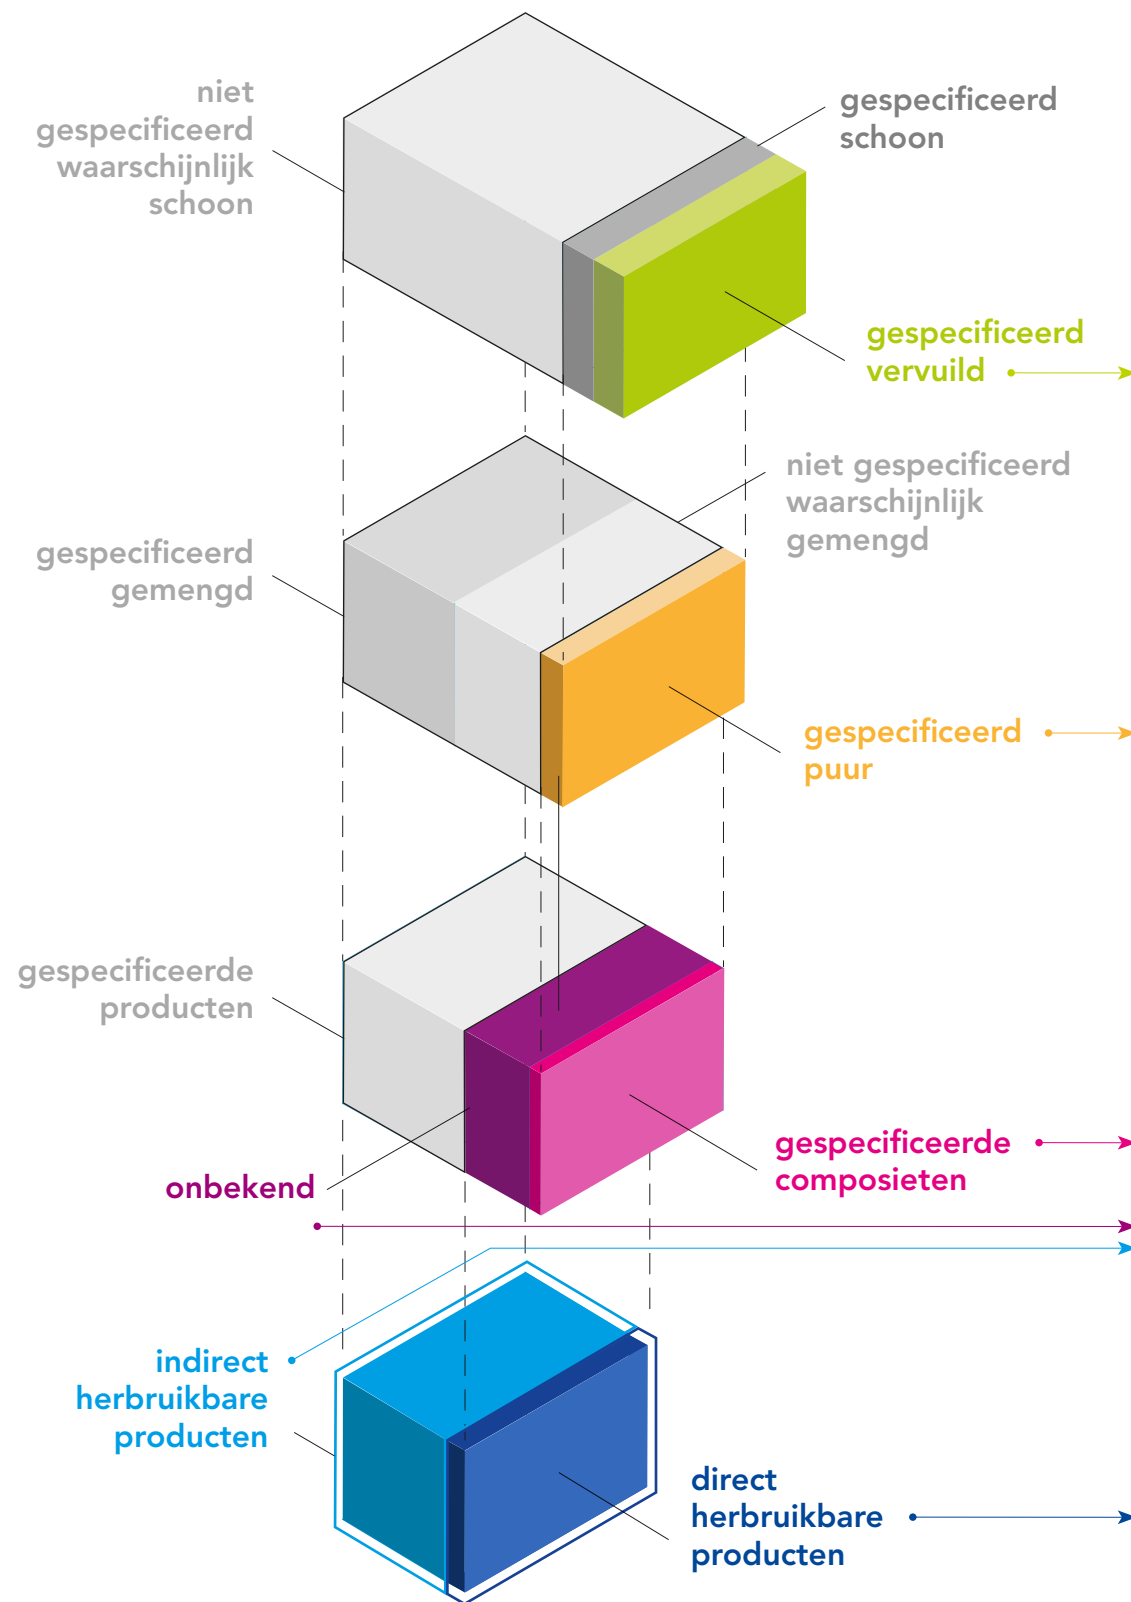 niet
gespecificeerd
waarschijnlijk
schoon
gespecificeerd
schoon
gespecificeerd
vervuild
niet gespecificeerd
waarschijnlijk
gemengd
gespecificeerd
gemengd
gespecificeerd
puur
gespecificeerde
producten
gespecificeerde
composieten
onbekend
indirect
herbruikbare
producten
direct
herbruikbare
producten